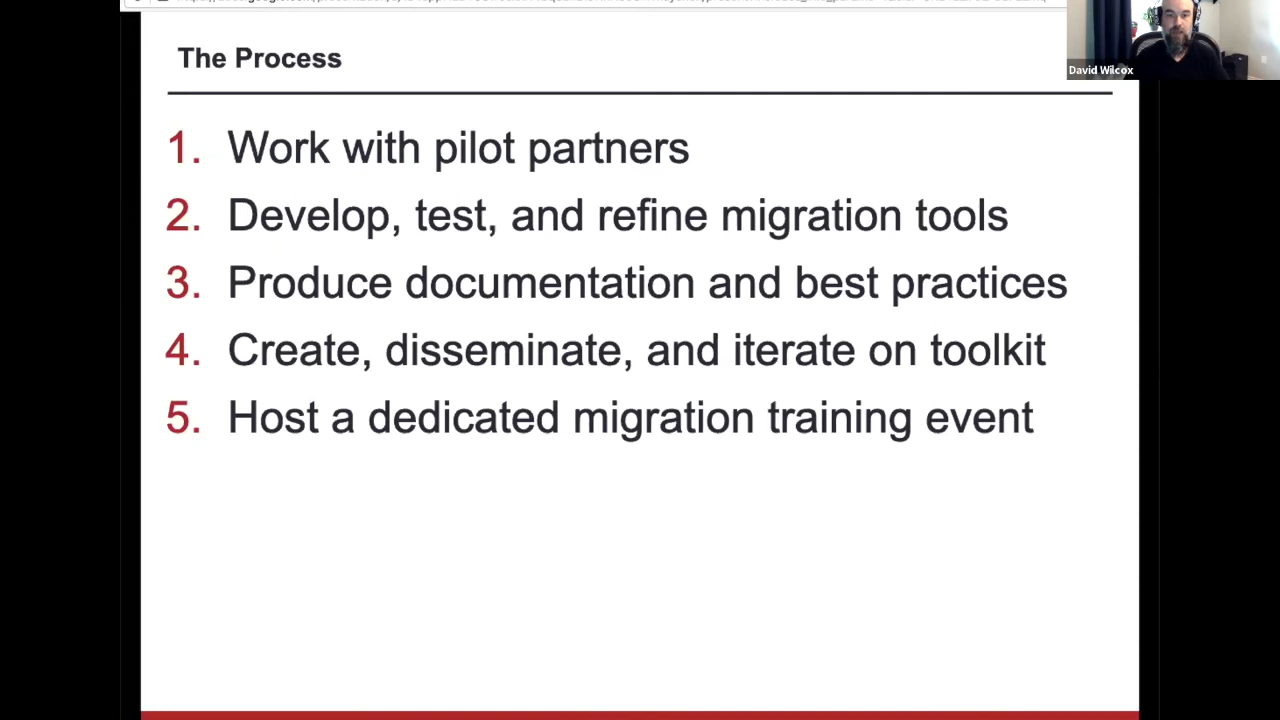 The Process
David Wilcox
1. Work with pilot partners
2. Develop, test, and refine migration tools
3. Produce documentation and best practices
4. Create, disseminate, and iterate on toolkit
5. Host a dedicated migration training event